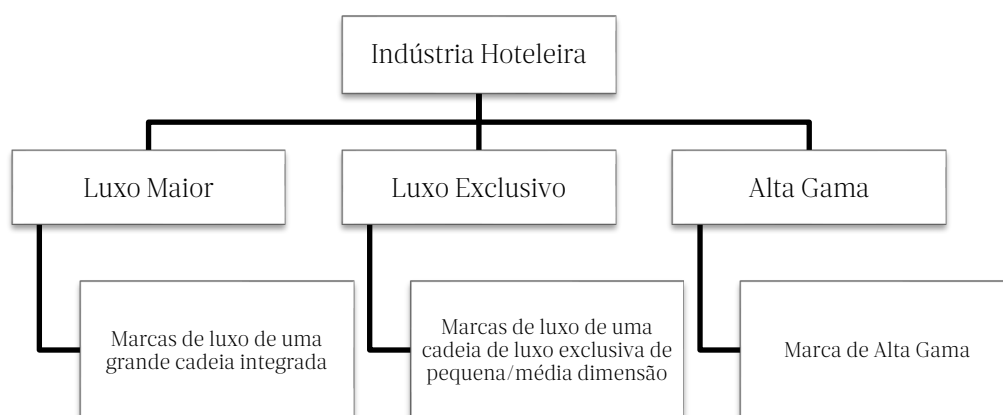 Indústria Hoteleira
Luxo Maior
Luxo Exclusivo
Alta Gama
Marcas de luxo de uma
grande cadeia integrada
Marcas de luxo de uma
cadeia de luxo exclusiva de
pequena/média dimensão
Marca de Alta Gama